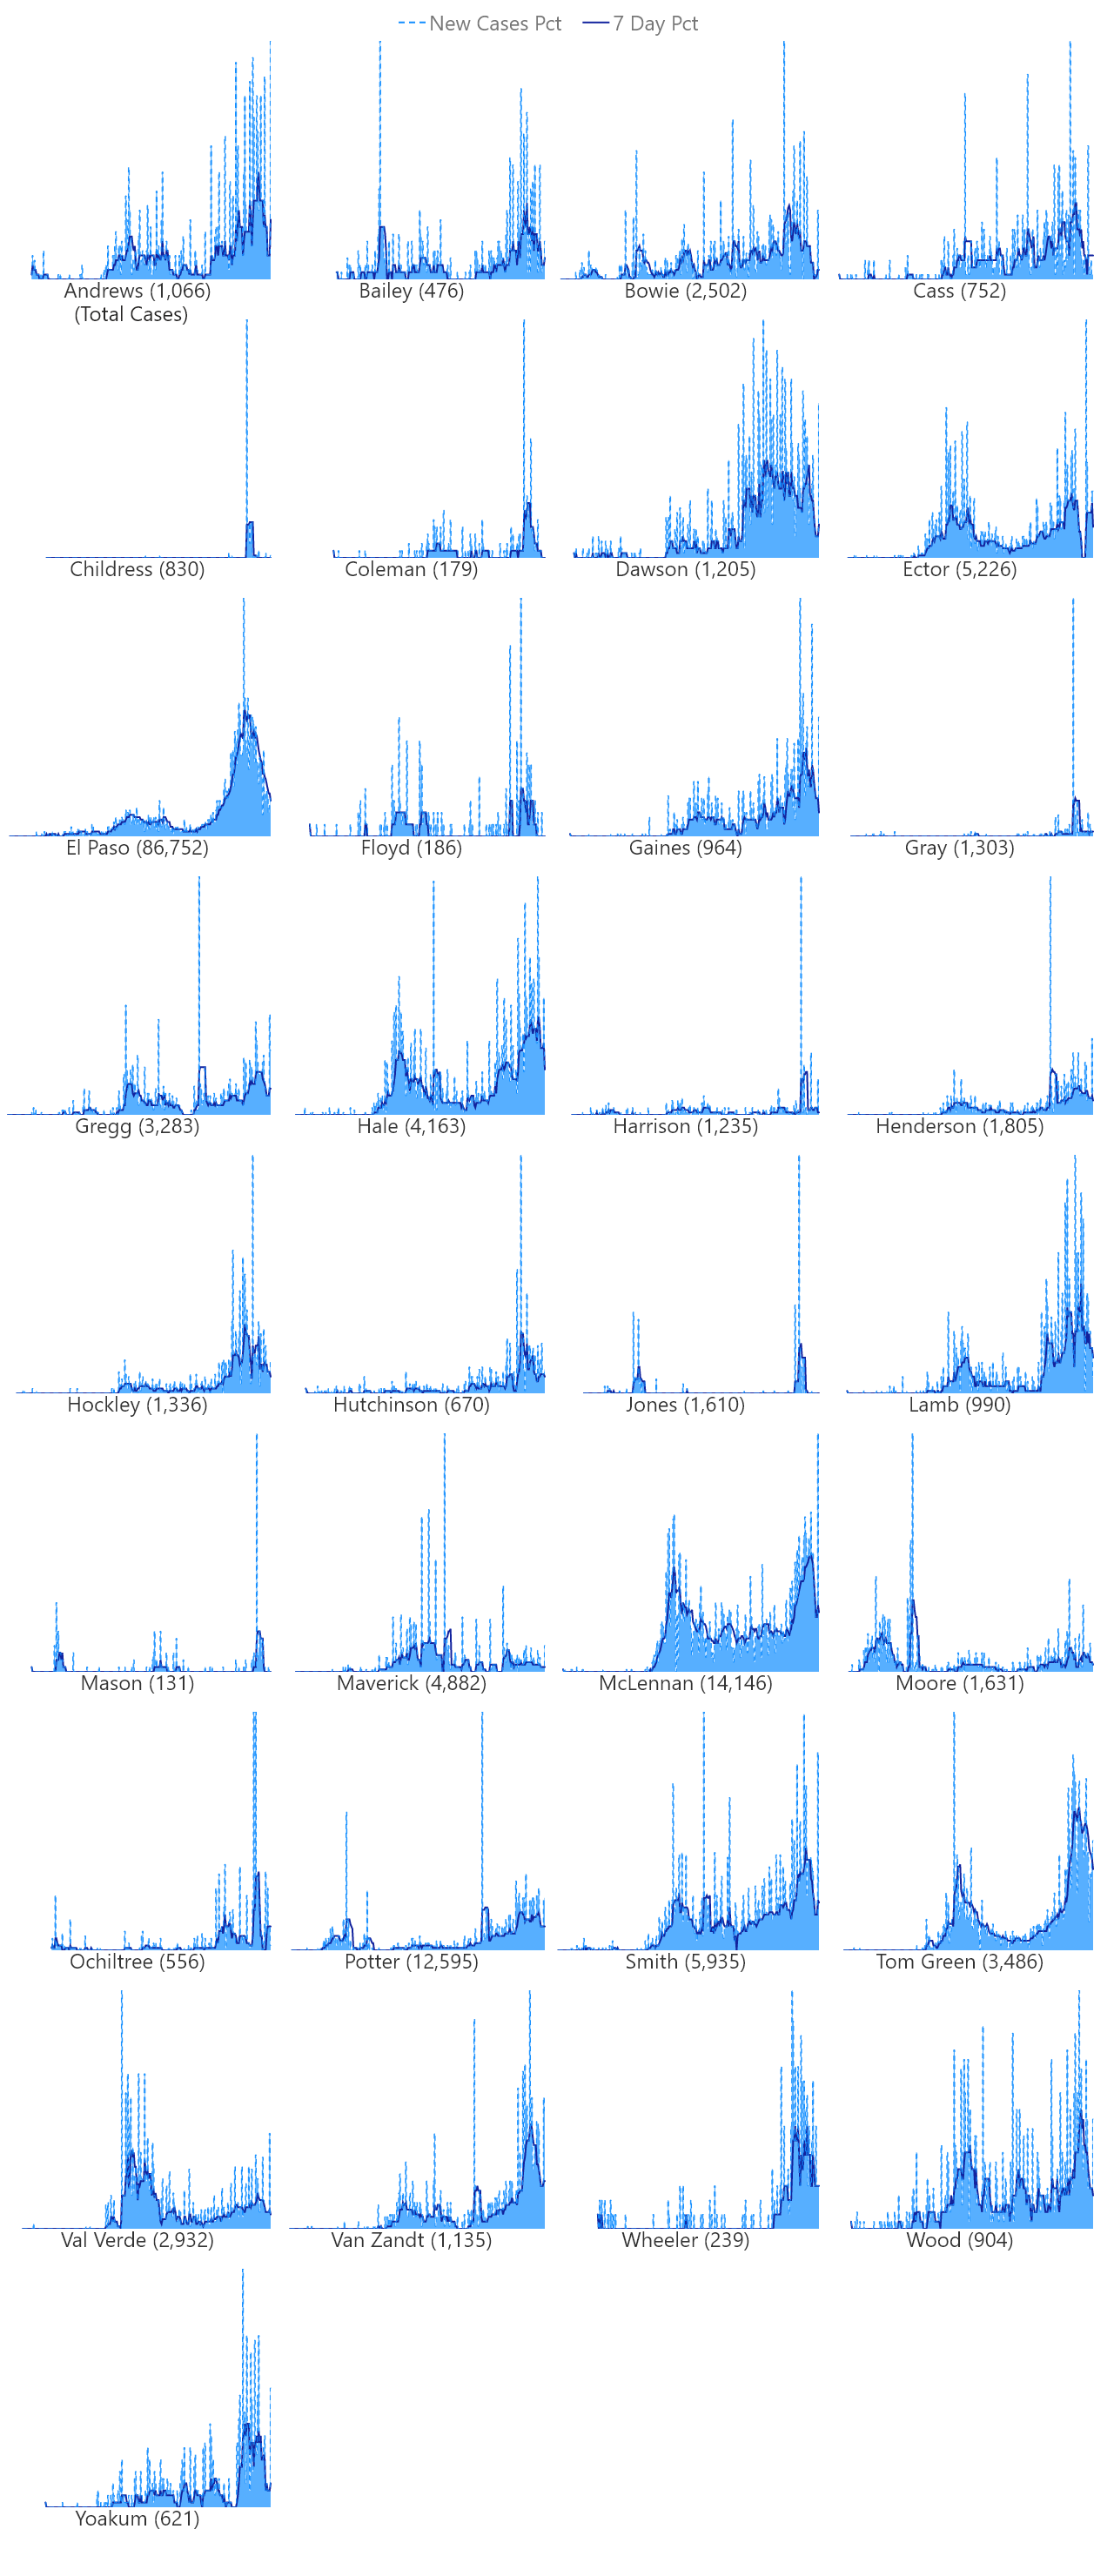 New Cases Pct 7 Day Pct
Andrews (1,066) Bailey (476) Bowie (2,502) Cass (752)
(Total Cases)
Childress (830) Coleman (179) Dawson (1,205) Ector (5,226)
El Paso (86,752) Floyd (186) Gaines (964) Gray (1,303)
Gregg (3,283) Hale (4,163) Harrison (1,235) Henderson (1,805)
Hockley (1,336) Hutchinson (670) Jones (1,610) Lamb (990)
Mason (131) Maverick (4,882) McLennan (14,146) Moore (1,631)
Ochiltree (556) Potter (12,595) Smith (5,935) Tom Green (3,486)
Val Verde (2,932) Van Zandt (1,135) Wheeler (239) Wood (904)
Yoakum (621)